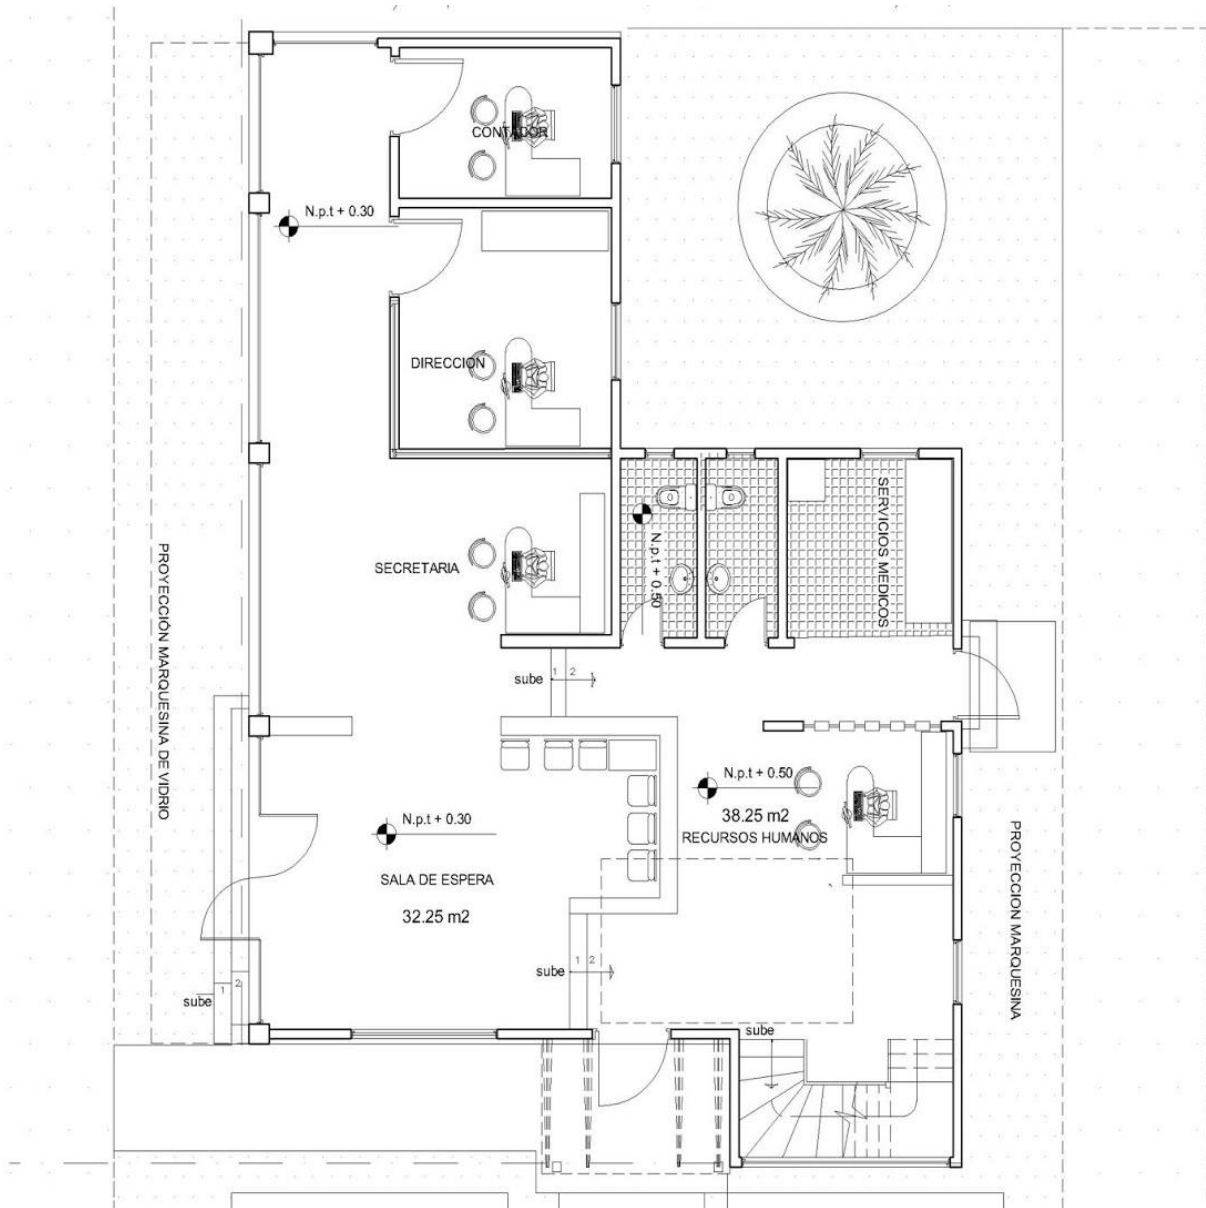 CONTADOR
N.p.t + 0.30
DIRECCION
SERVICIOS MEDICOS
N.p.t + 0.50
SECRETARIA
PROYECCIÓN MARQUESINA DE VIDRIO
sube
1 2
N.p.t + 0.50
38.25 m2
RECURSOS HUMANOS
N.p.t + 0.30
SALA DE ESPERA
32.25 m2
PROYECCION MARQUESINA
sube
1 2
sube
1 2
sube